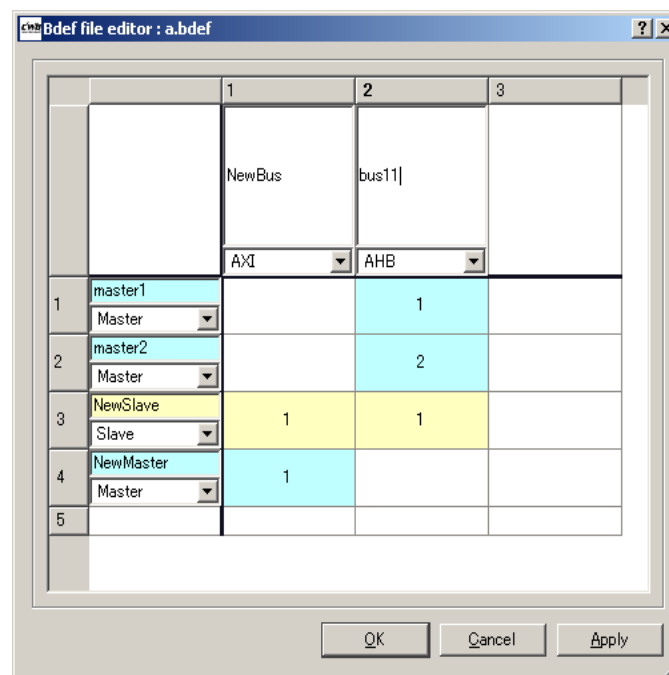 cwb Bdef file editor : a.bdef
1 2 3
NewBus bus11
AXI AHB
1 master1 1
Master
2 master2 2
Master
3 NewSlave 1 1
Slave
4 NewMaster 1
Master
5
OK Cancel Apply